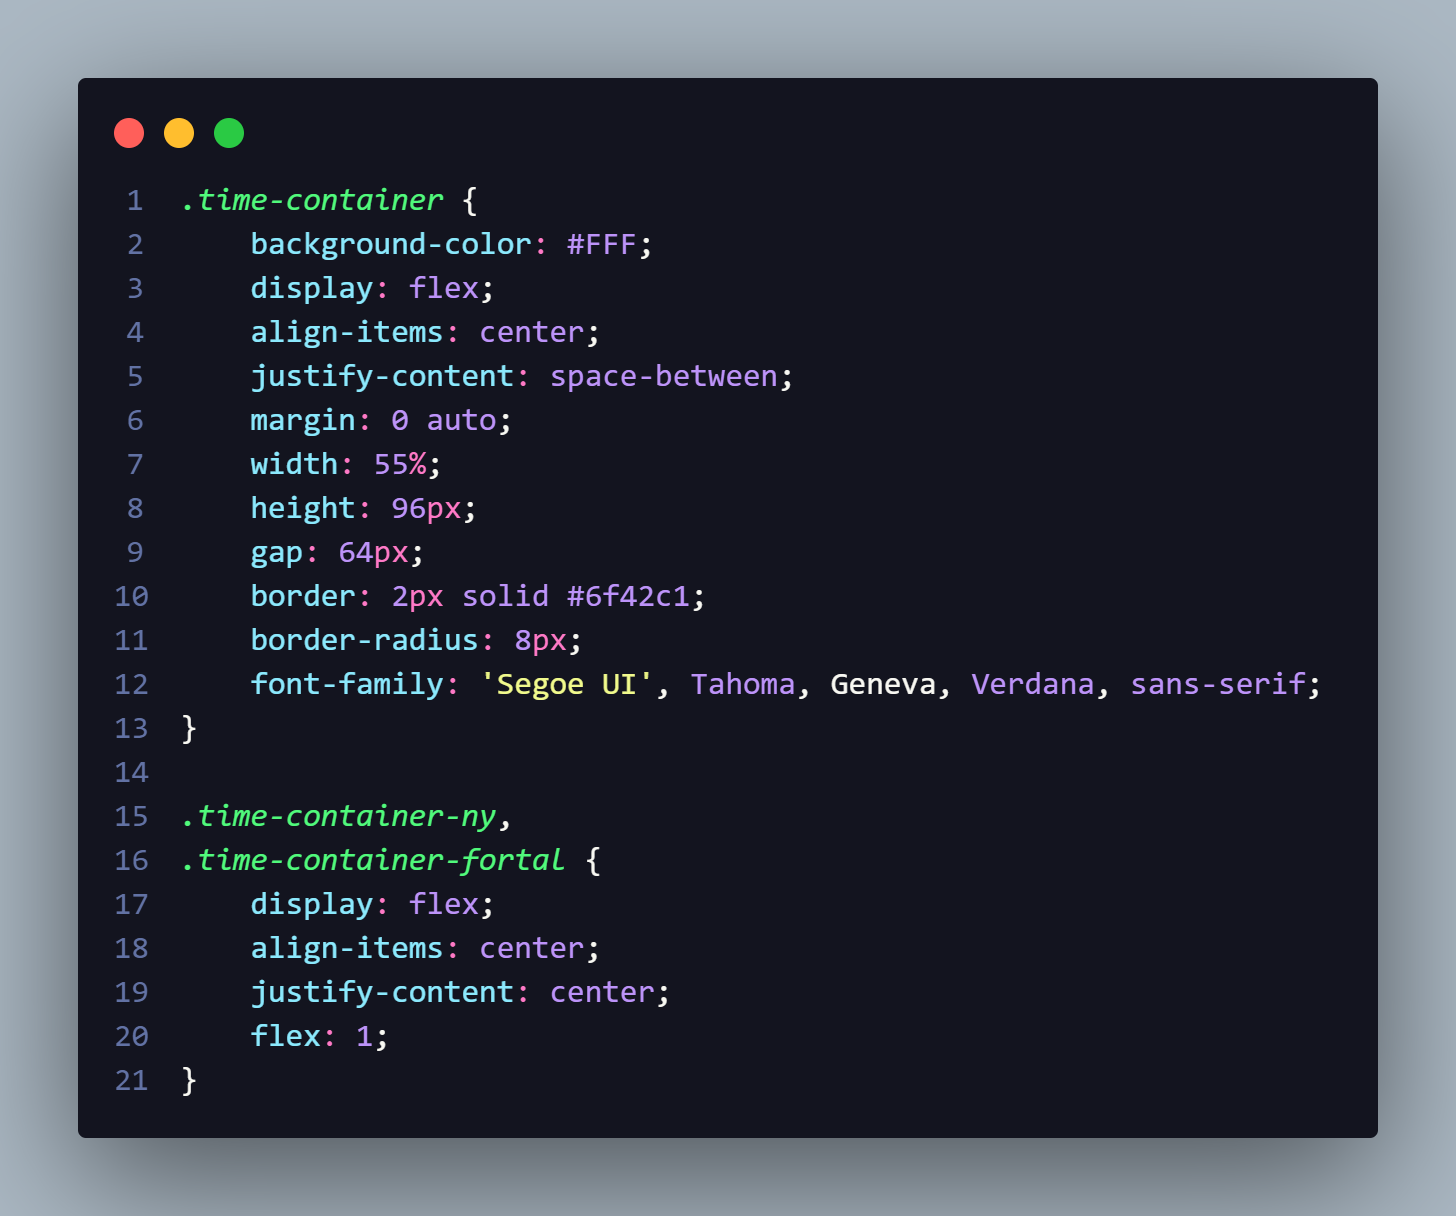 1 .time-container {
2     background-color: #FFF;
3     display: flex;
4     align-items: center;
5     justify-content: space-between;
6     margin: 0 auto;
7     width: 55%;
8     height: 96px;
9     gap: 64px;
10     border: 2px solid #6f42c1;
11     border-radius: 8px;
12     font-family: 'Segoe UI', Tahoma, Geneva, Verdana, sans-serif;
13 }
14
15 .time-container-ny,
16 .time-container-fortal {
17     display: flex;
18     align-items: center;
19     justify-content: center;
20     flex: 1;
21 }